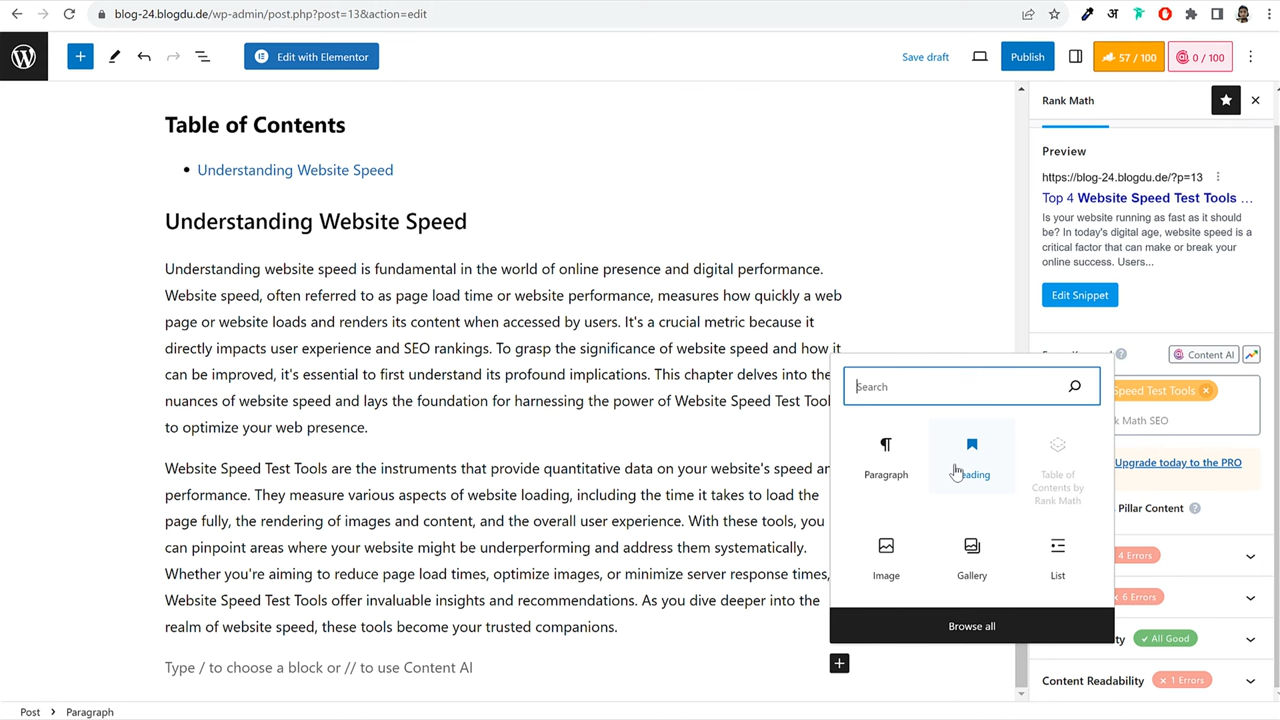 blog-24.blogdu.de/wp-admin/post.php?post=13&action=edit
Edit with Elementor
Save draft
Publish
57 / 100
0 / 100
Table of Contents
Understanding Website Speed
Understanding Website Speed
Understanding website speed is fundamental in the world of online presence and digital performance.
Website speed, often referred to as page load time or website performance, measures how quickly a web
page or website loads and renders its content when accessed by users. It's a crucial metric because it
directly impacts user experience and SEO rankings. To grasp the significance of website speed and how it
can be improved, it's essential to first understand its profound implications. This chapter delves into the
nuances of website speed and lays the foundation for harnessing the power of Website Speed Test
to optimize your web presence.
Website Speed Test Tools are the instruments that provide quantitative data on your website's speed
performance. They measure various aspects of website loading, including the time it takes to load the
page fully, the rendering of images and content, and the overall user experience. With these tools, you
can pinpoint areas where your website might be underperforming and address them systematically.
Whether you're aiming to reduce page load times, optimize images, or minimize server response times,
Website Speed Test Tools offer invaluable insights and recommendations. As you dive deeper into the
realm of website speed, these tools become your trusted companions.
Type / to choose a block or // to use Content AI
Search
Paragraph
Table of
Contents by
Rank Math
Image
Gallery
List
Browse all
Rank Math
Preview
https://blog-24.blogdu.de/?p=13
Top 4 Website Speed Test Tools ...
Is your website running as fast as it should
be? In today's digital age, website speed is a
critical factor that can make or break your
online success. Users...
Edit Snippet
Content AI
Speed Test Tools
Math SEO
Upgrade today to the PRO
Pillar Content
4 Errors
× 6 Errors
✓ All Good
Content Readability
× 1 Errors
Post
Paragraph